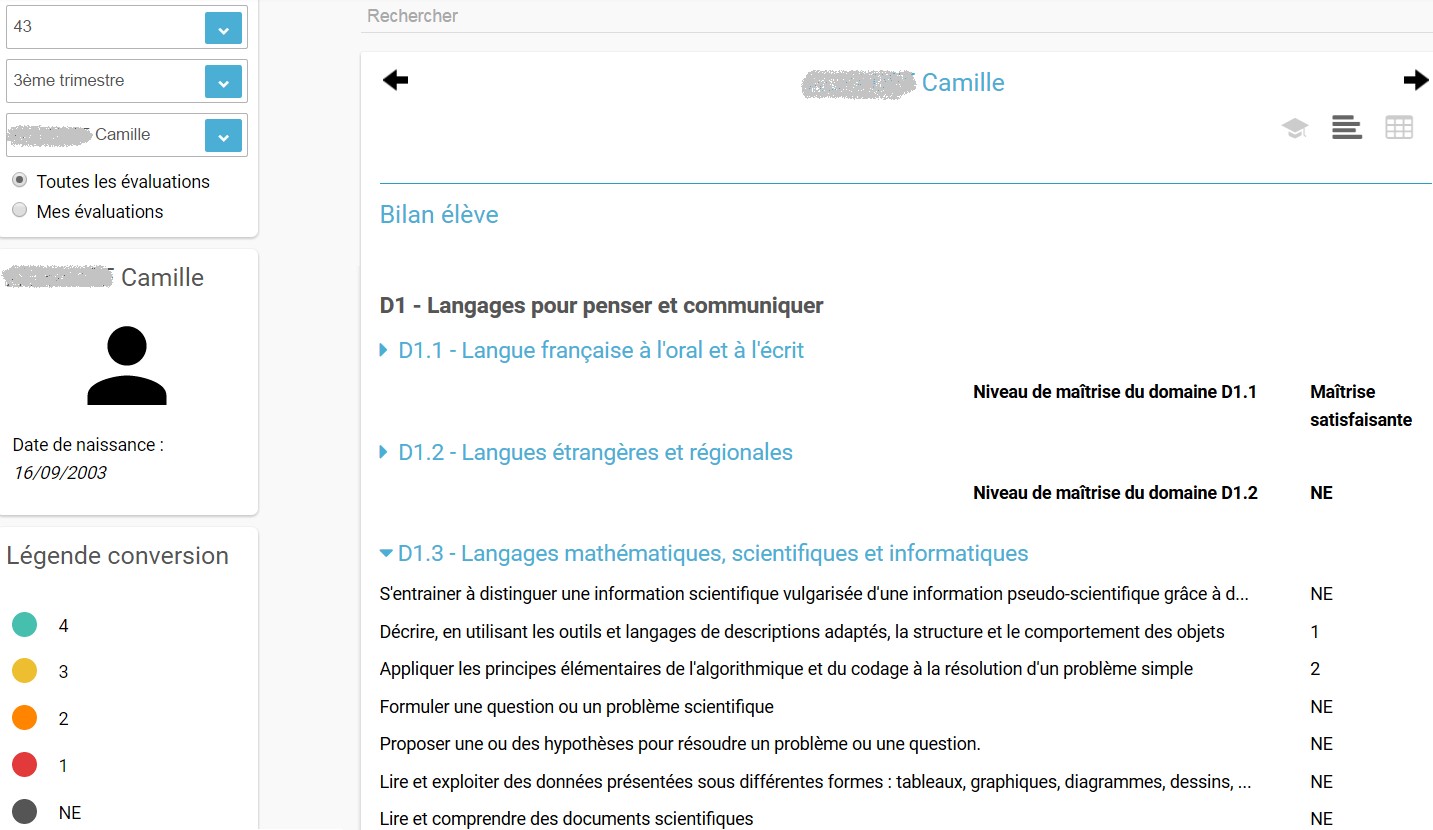 43
3ème trimestre
Camille
Toutes les évaluations
Mes évaluations
Camille
Date de naissance :
16/09/2003
Légende conversion
4
3
2
1
NE
Rechercher
Camille
Bilan élève
D1 - Langages pour penser et communiquer
D1.1 - Langue française à l'oral et à l'écrit
Niveau de maîtrise du domaine D1.1 Maîtrise satisfaisante
D1.2 - Langues étrangères et régionales
Niveau de maîtrise du domaine D1.2 NE
D1.3 - Langages mathématiques, scientifiques et informatiques
S'entrainer à distinguer une information scientifique vulgarisée d'une information pseudo-scientifique grâce à d... NE
Décrire, en utilisant les outils et langages de descriptions adaptés, la structure et le comportement des objets 1
Appliquer les principes élémentaires de l'algorithmique et du codage à la résolution d'un problème simple 2
Formuler une question ou un problème scientifique NE
Proposer une ou des hypothèses pour résoudre un problème ou une question. NE
Lire et exploiter des données présentées sous différentes formes : tableaux, graphiques, diagrammes, dessins, ... NE
Lire et comprendre des documents scientifiques NE